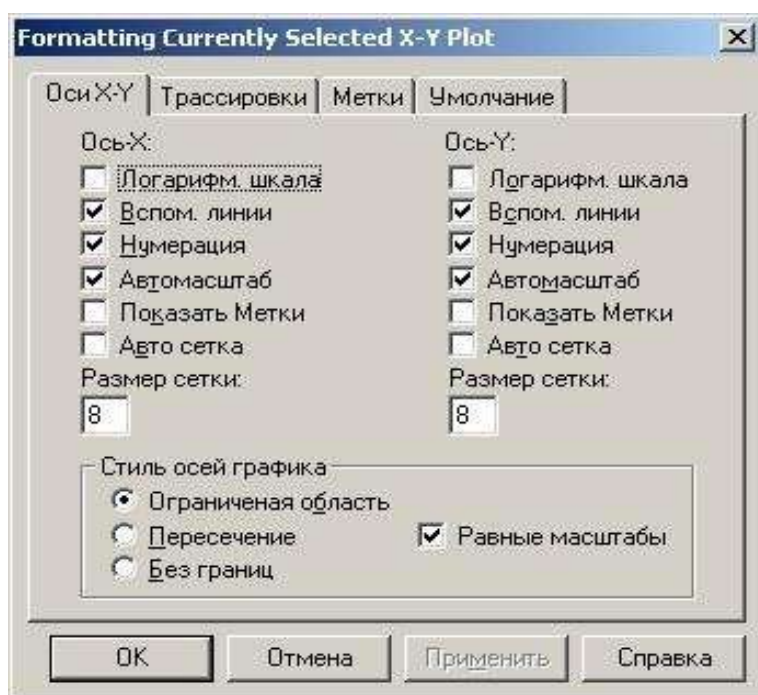 Formatting Currently Selected X-Y Plot
Оси X-Y
Трассировки
Метки
Умолчание
Ось-X:
Логарифм. шкала
Вспом. линии
Нумерация
Автомасштаб
Показать Метки
Авто сетка
Размер сетки:
8
Ось-Y:
Логарифм. шкала
Вспом. линии
Нумерация
Автомасштаб
Показать Метки
Авто сетка
Размер сетки:
8
Стиль осей графика
Ограниченая область
Пересечение
Без границ
Равные масштабы
OK
Отмена
Применить
Справка